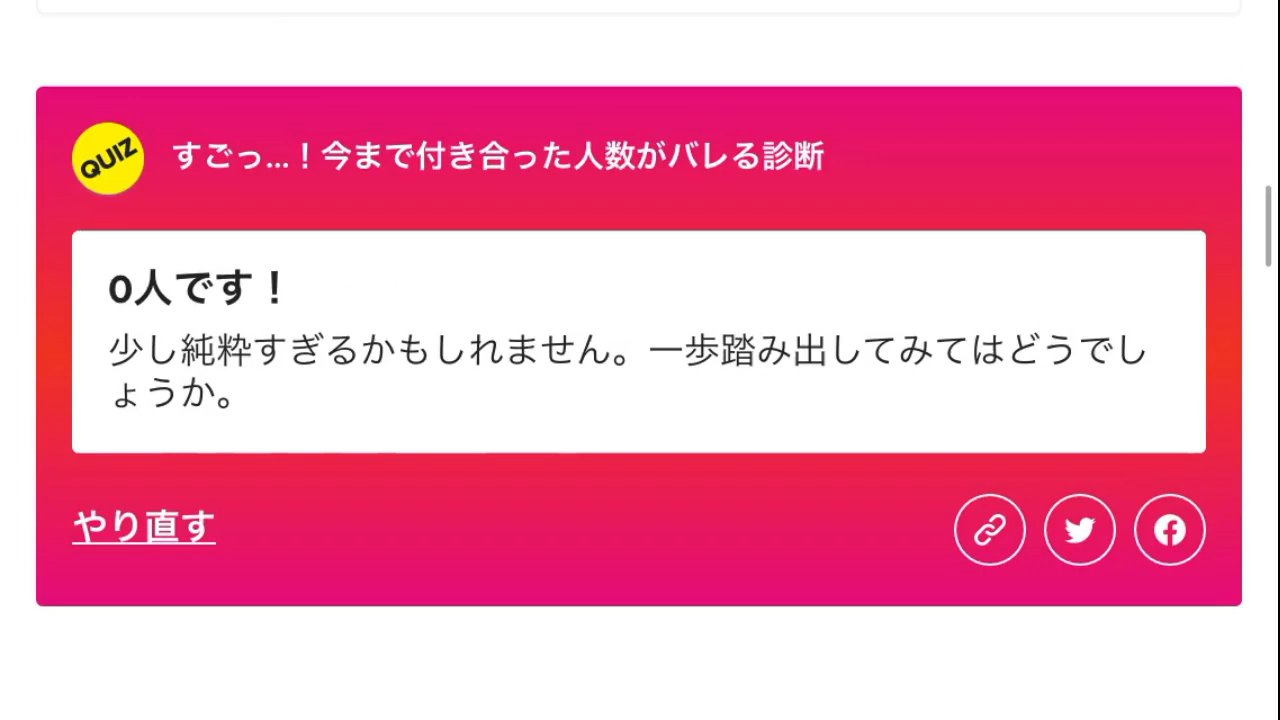 QUIZ
すごっ...！今まで付き合った人数がバレる診断
0人です！
少し純粋すぎるかもしれません。一歩踏み出してみてはどうでし
ょうか。
やり直す